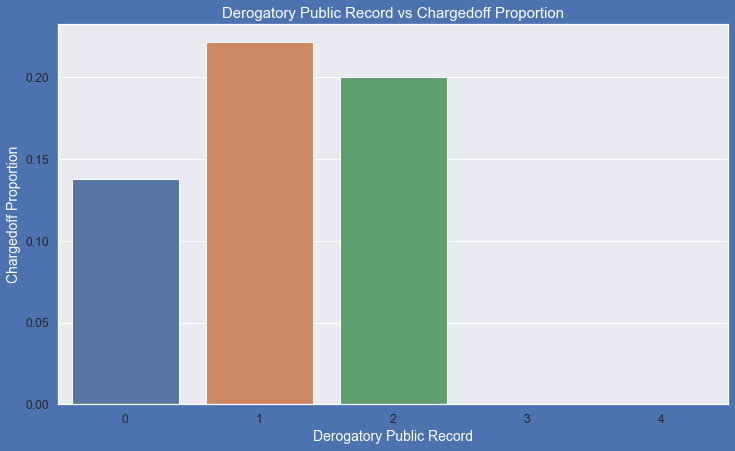 Derogatory Public Record vs Chargedoff Proportion
Chargedoff Proportion
0.20
0.15
0.10
0.05
0.00
0 1 2 3 4
Derogatory Public Record